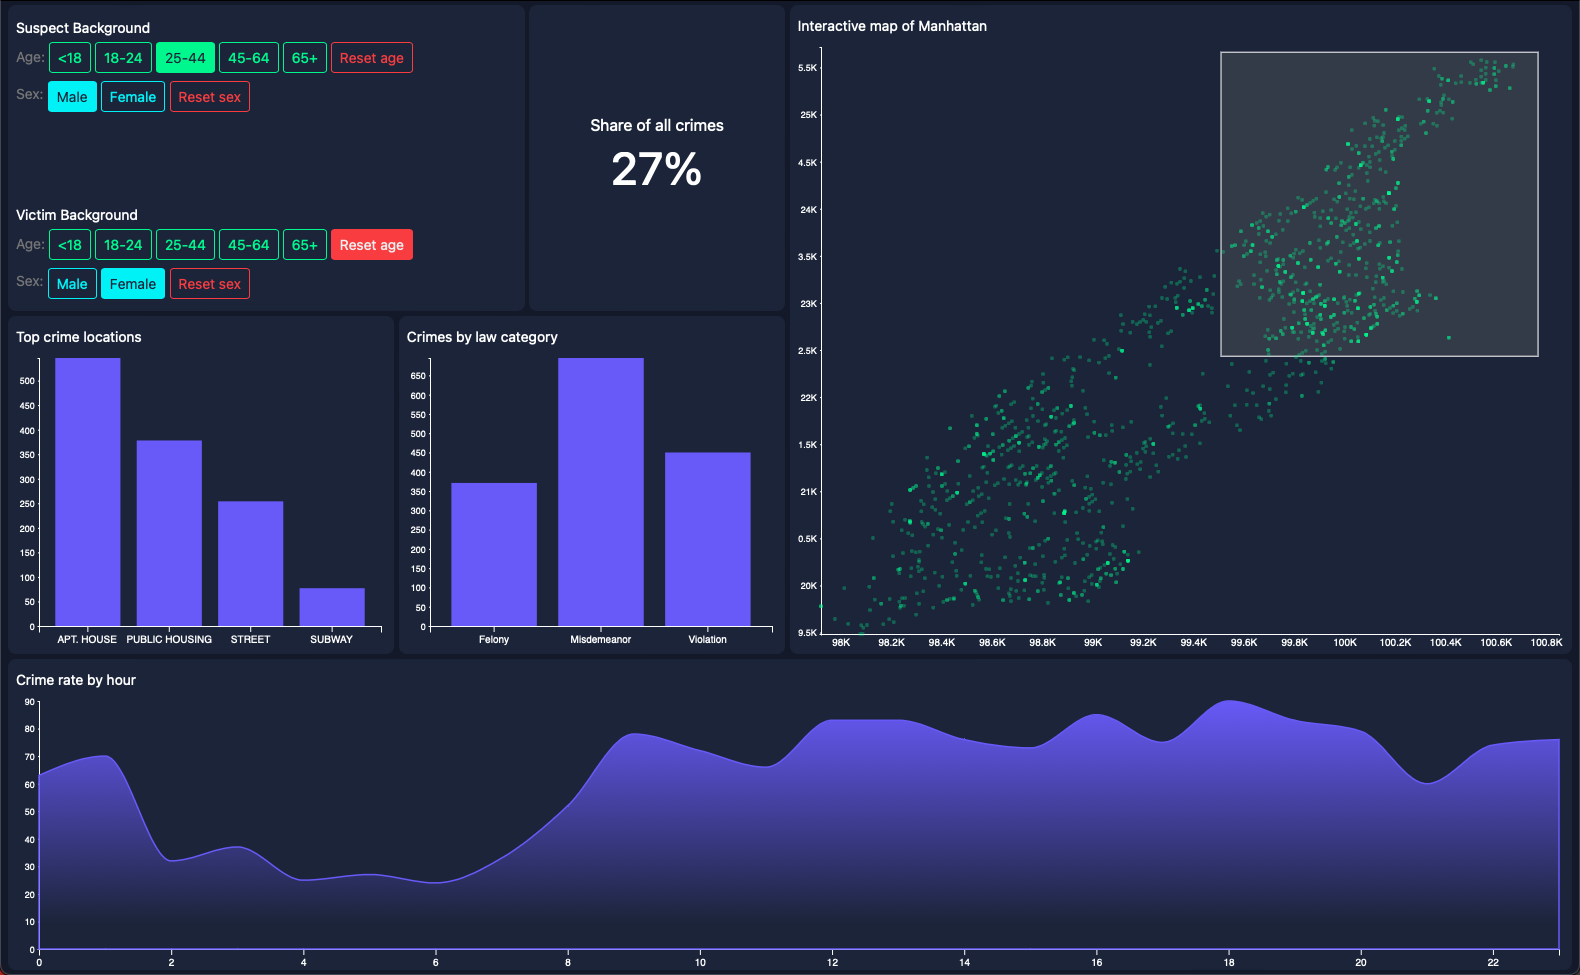 Suspect Background
Age: <18 18-24 25-44 45-64 65+ Reset age
Sex: Male Female Reset sex
Victim Background
Age: <18 18-24 25-44 45-64 65+ Reset age
Sex: Male Female Reset sex
Share of all crimes
27%
Interactive map of Manhattan
5.5K
25K
4.5K
24K
3.5K
23K
2.5K
22K
1.5K
21K
0.5K
20K
9.5K
98K 98.2K 98.4K 98.6K 98.8K 99K 99.2K 99.4K 99.6K 99.8K 100K 100.2K 100.4K 100.6K 100.8K
Top crime locations
500
450
400
350
300
250
200
150
100
50
0
APT. HOUSE PUBLIC HOUSING STREET SUBWAY
Crimes by law category
650
600
550
500
450
400
350
300
250
200
150
100
50
0
Felony Misdemeanor Violation
Crime rate by hour
90
80
70
60
50
40
30
20
10
0
0 2 4 6 8 10 12 14 16 18 20 22